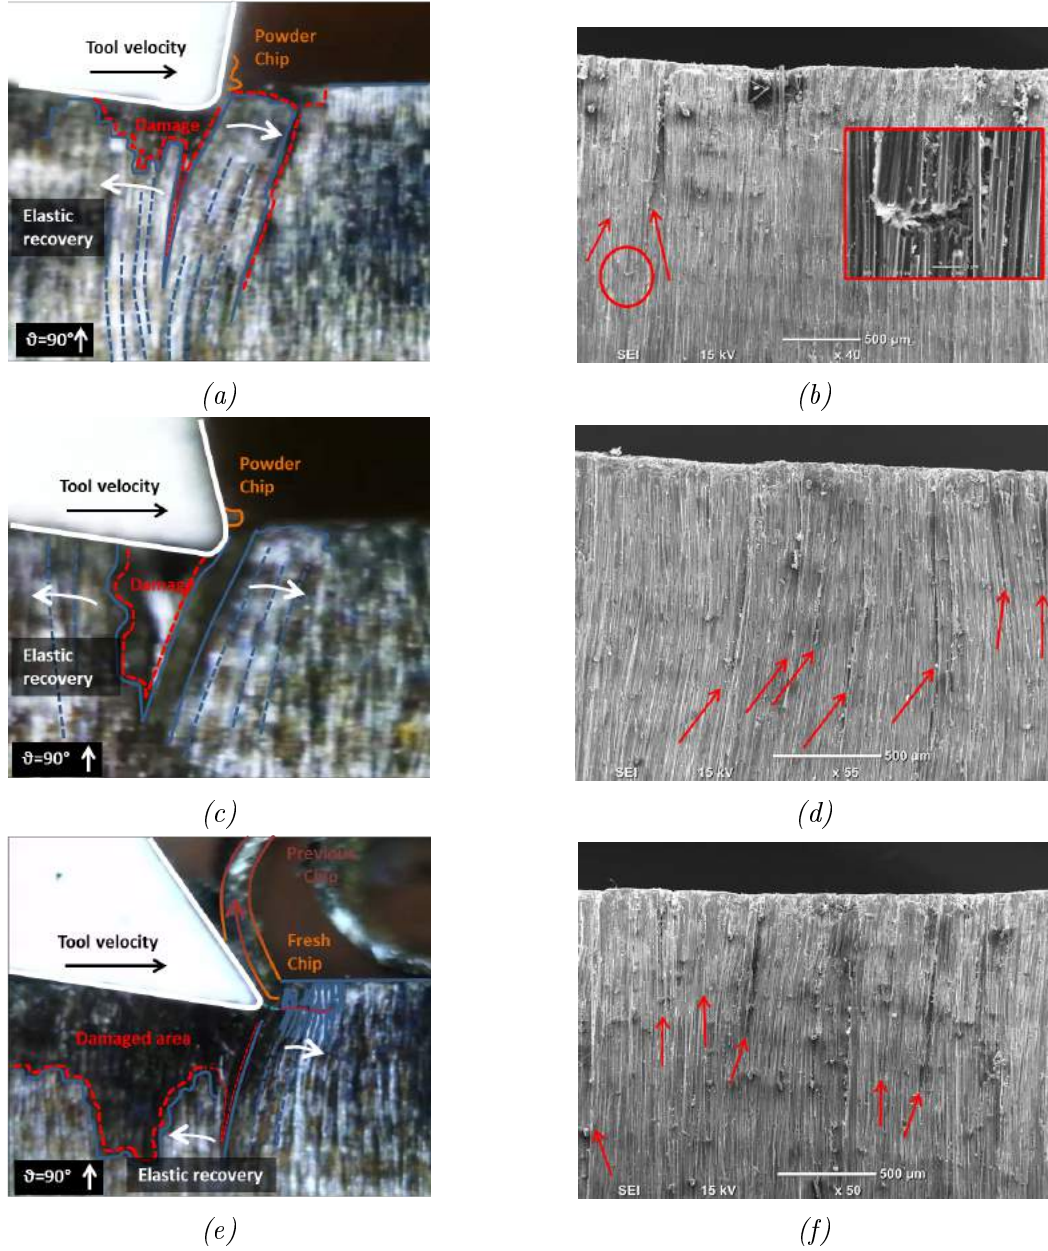 Tool velocity
Powder
Chip
Damage
Elastic
recovery
ϑ=90°
(a)
500 µm
SEI 15 kV x 40
(b)
Tool velocity
Powder
Chip
Damage
Elastic
recovery
ϑ=90°
(c)
500 µm
SEI 15 kV x 55
(d)
Previous
Chip
Tool velocity
Fresh
Chip
Damaged area
ϑ=90°
Elastic recovery
(e)
500 µm
SEI 15 kV x 50
(f)